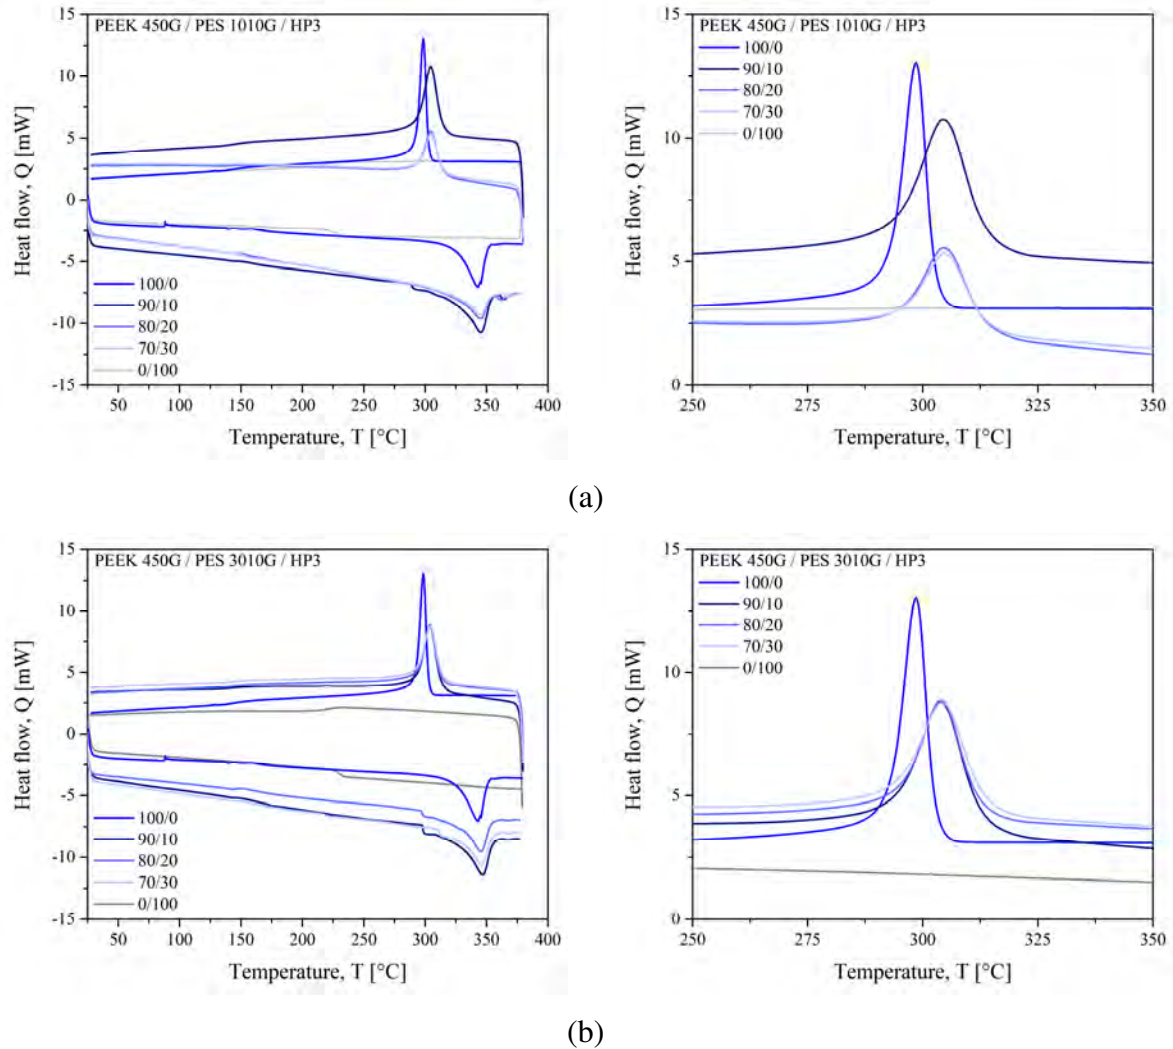 PEEK 450G / PES 1010G / HP3
15
10
5
0
-5
-10
-15
Heat flow, Q [mW]
100/0
90/10
80/20
70/30
0/100
50 100 150 200 250 300 350 400
Temperature, T [°C]
PEEK 450G / PES 1010G / HP3
100/0
90/10
80/20
70/30
0/100
15
10
5
0
Heat flow, Q [mW]
250 275 300 325 350
Temperature, T [°C]
(a)
PEEK 450G / PES 3010G / HP3
15
10
5
0
-5
-10
-15
Heat flow, Q [mW]
100/0
90/10
80/20
70/30
0/100
50 100 150 200 250 300 350 400
Temperature, T [°C]
PEEK 450G / PES 3010G / HP3
100/0
90/10
80/20
70/30
0/100
15
10
5
0
Heat flow, Q [mW]
250 275 300 325 350
Temperature, T [°C]
(b)